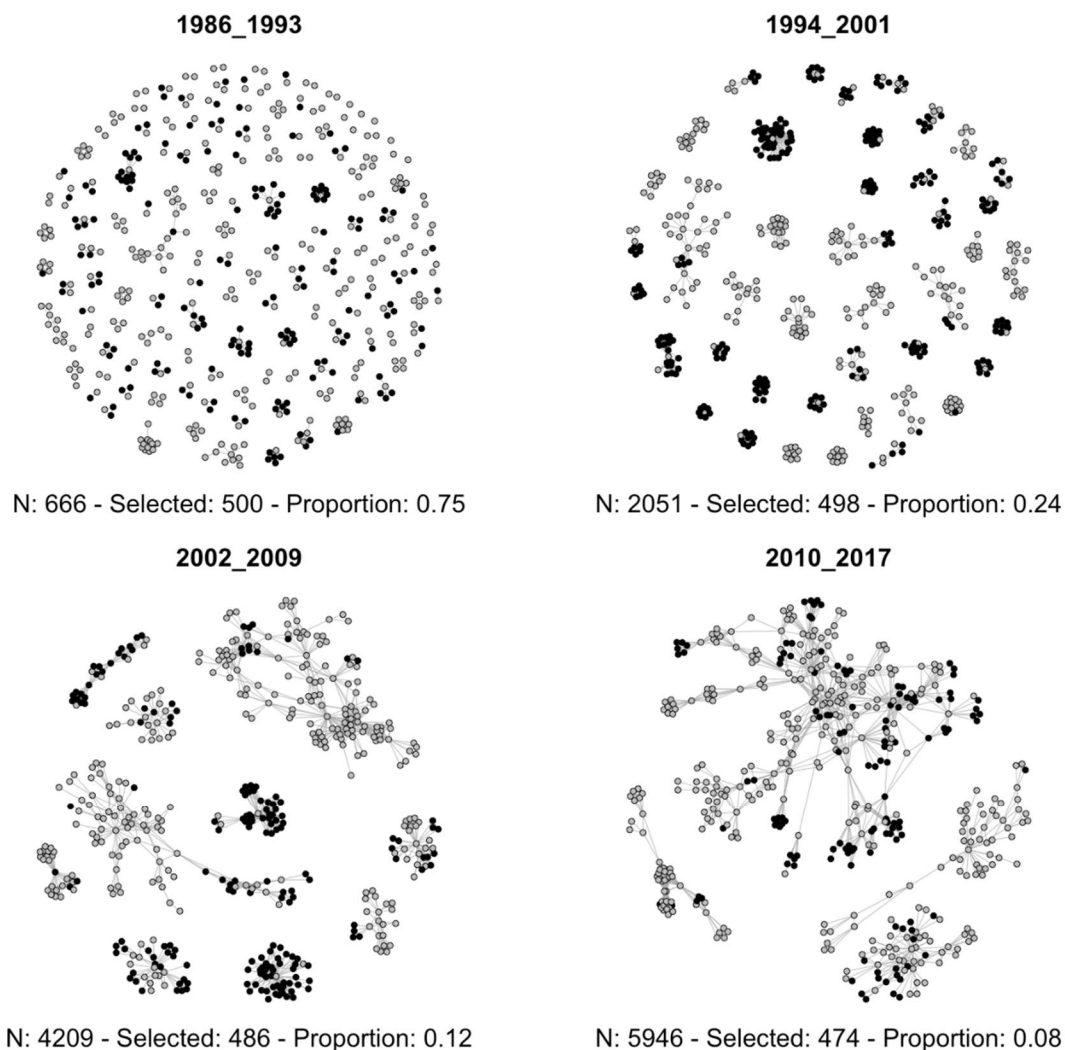 1986_1993
1994_2001
N: 666 - Selected: 500 - Proportion: 0.75
N: 2051 - Selected: 498 - Proportion: 0.24
2002_2009
2010_2017
N: 4209 - Selected: 486 - Proportion: 0.12
N: 5946 - Selected: 474 - Proportion: 0.08